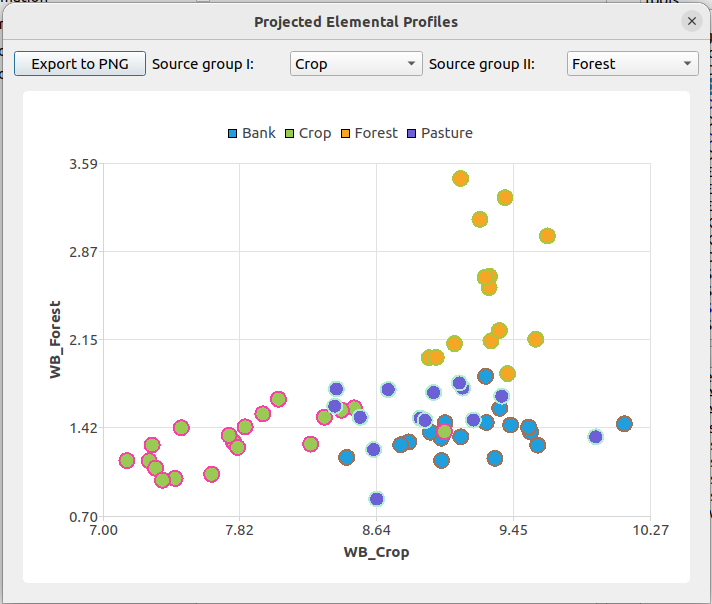 Projected Elemental Profiles
Export to PNG Source group I: Crop Source group II: Forest
Bank Crop Forest Pasture
3.59
2.87
2.15
1.42
0.70
WB_Forest
7.00 7.82 8.64 9.45 10.27
WB_Crop